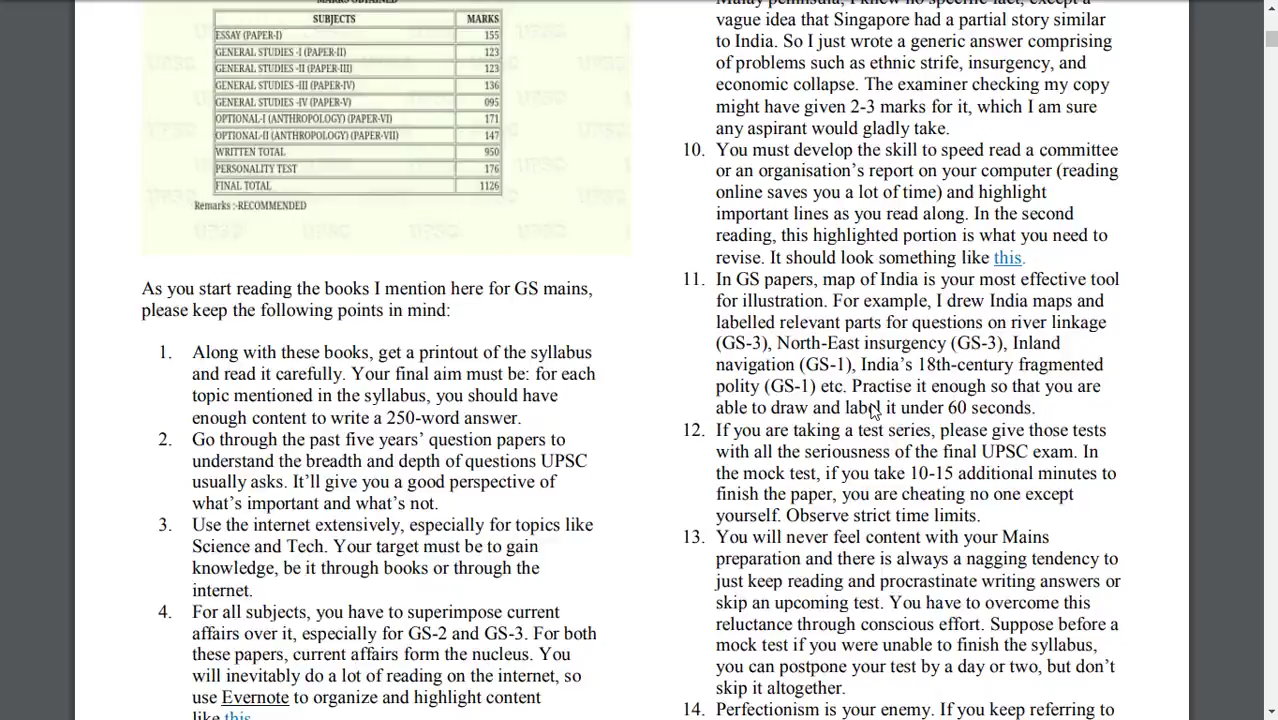 MARKS OBTAINED
SUBJECTS MARKS
ESSAY (PAPER-I) 155
GENERAL STUDIES -I (PAPER-II) 123
GENERAL STUDIES -II (PAPER-III) 123
GENERAL STUDIES -III (PAPER-IV) 136
GENERAL STUDIES -IV (PAPER-V) 095
OPTIONAL-I (ANTHROPOLOGY) (PAPER-VI) 171
OPTIONAL-II (ANTHROPOLOGY) (PAPER-VII) 147
WRITTEN TOTAL 950
PERSONALITY TEST 176
FINAL TOTAL 1126
Remarks :-RECOMMENDED
As you start reading the books I mention here for GS mains,
please keep the following points in mind:
1. Along with these books, get a printout of the syllabus
and read it carefully. Your final aim must be: for each
topic mentioned in the syllabus, you should have
enough content to write a 250-word answer.
2. Go through the past five years’ question papers to
understand the breadth and depth of questions UPSC
usually asks. It’ll give you a good perspective of
what’s important and what’s not.
3. Use the internet extensively, especially for topics like
Science and Tech. Your target must be to gain
knowledge, be it through books or through the
internet.
4. For all subjects, you have to superimpose current
affairs over it, especially for GS-2 and GS-3. For both
these papers, current affairs form the nucleus. You
will inevitably do a lot of reading on the internet, so
use Evernote to organize and highlight content
like this.
Malay peninsula, I knew no specific fact, except a
vague idea that Singapore had a partial story similar
to India. So I just wrote a generic answer comprising
of problems such as ethnic strife, insurgency, and
economic collapse. The examiner checking my copy
might have given 2-3 marks for it, which I am sure
any aspirant would gladly take.
10. You must develop the skill to speed read a committee
or an organisation’s report on your computer (reading
online saves you a lot of time) and highlight
important lines as you read along. In the second
reading, this highlighted portion is what you need to
revise. It should look something like this.
11. In GS papers, map of India is your most effective tool
for illustration. For example, I drew India maps and
labelled relevant parts for questions on river linkage
(GS-3), North-East insurgency (GS-3), Inland
navigation (GS-1), India’s 18th-century fragmented
polity (GS-1) etc. Practise it enough so that you are
able to draw and label it under 60 seconds.
12. If you are taking a test series, please give those tests
with all the seriousness of the final UPSC exam. In
the mock test, if you take 10-15 additional minutes to
finish the paper, you are cheating no one except
yourself. Observe strict time limits.
13. You will never feel content with your Mains
preparation and there is always a nagging tendency to
just keep reading and procrastinate writing answers or
skip an upcoming test. You have to overcome this
reluctance through conscious effort. Suppose before a
mock test if you were unable to finish the syllabus,
you can postpone your test by a day or two, but don’t
skip it altogether.
14. Perfectionism is your enemy. If you keep referring to